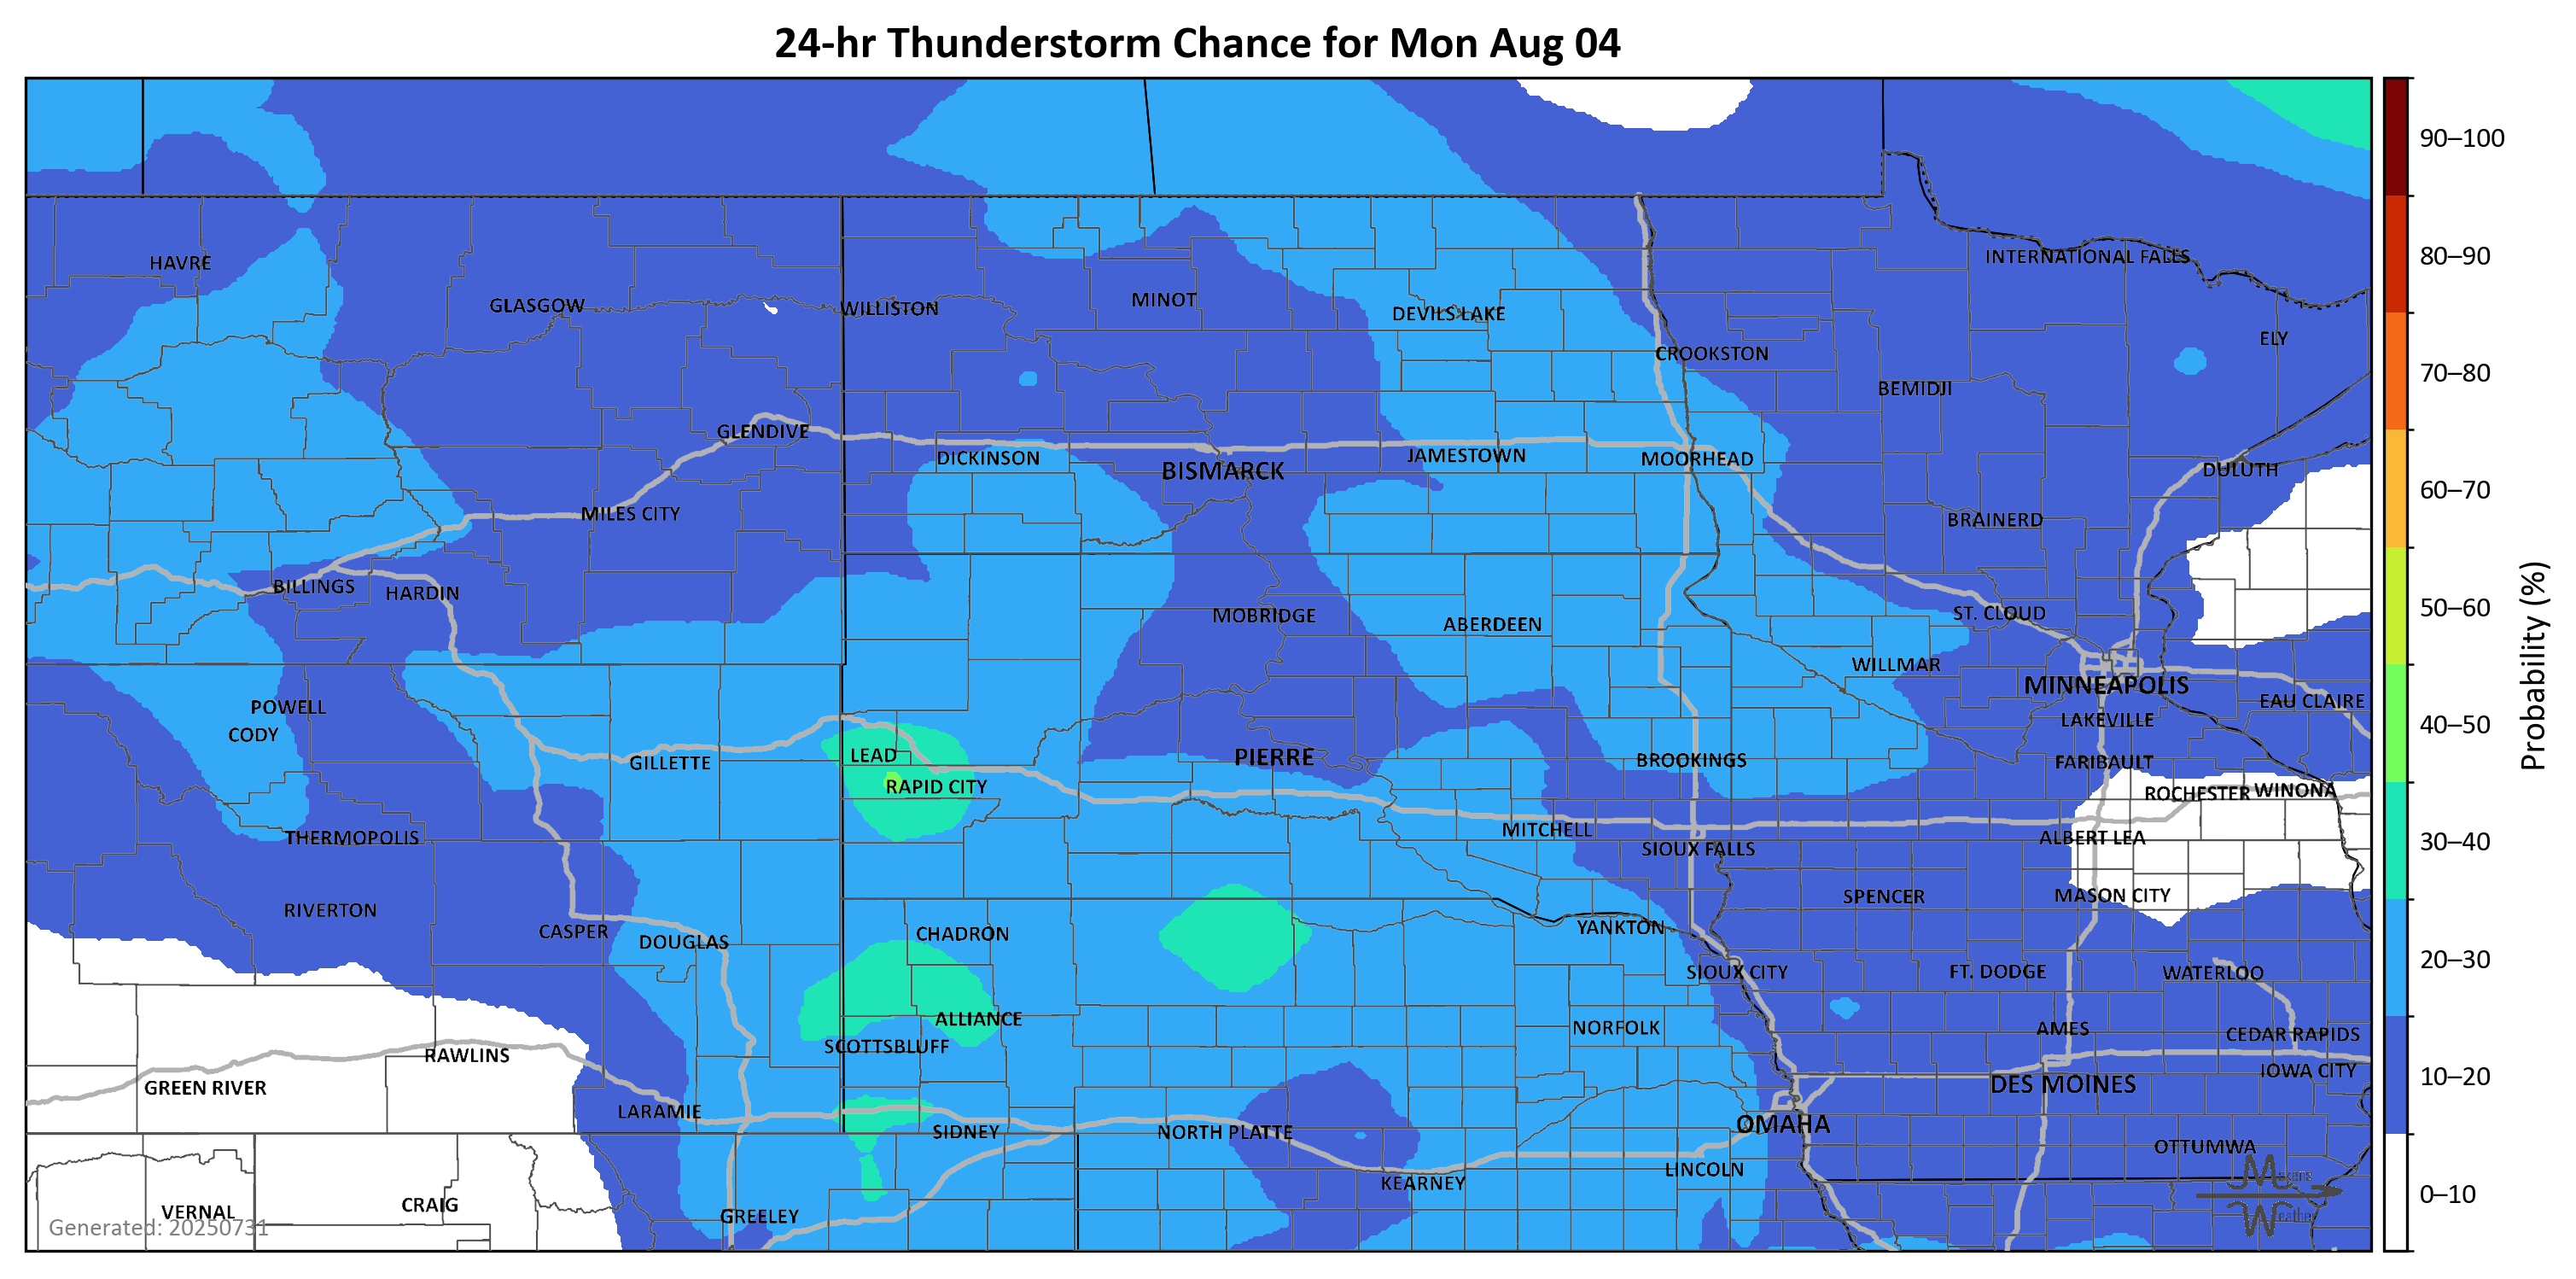 24-hr Thunderstorm Chance for Mon Aug 04
90–100
80–90
70–80
60–70
50–60
40–50
30–40
20–30
10–20
0–10
Probability (%)
HAVRE
INTERNATIONAL FALLS
GLASGOW
WILLISTON
MINOT
DEVILS LAKE
ELY
CROOKSTON
BEMIDJI
GLENDIVE
DICKINSON
BISMARCK
JAMESTOWN
MOORHEAD
DULUTH
MILES CITY
BRAINERD
BILLINGS
HARDIN
MOBRIDGE
ABERDEEN
ST. CLOUD
WILLMAR
MINNEAPOLIS
POWELL
EAU CLAIRE
CODY
LAKEVILLE
LEAD
GILLETTE
PIERRE
BROOKINGS
FARIBAULT
RAPID CITY
ROCHESTER
WINONA
THERMOPOLIS
MITCHELL
ALBERT LEA
SIOUX FALLS
SPENCER
MASON CITY
RIVERTON
CASPER
DOUGLAS
CHADRON
YANKTON
SIOUX CITY
FT. DODGE
WATERLOO
ALLIANCE
NORFOLK
AMES
CEDAR RAPIDS
SCOTTSBLUFF
RAWLINS
IOWA CITY
GREEN RIVER
DES MOINES
LARAMIE
OMAHA
SIDNEY
NORTH PLATTE
OTTUMWA
LINCOLN
KEARNEY
VERNAL
CRAIG
GREELEY
Generated: 20250731
Makens
Weather